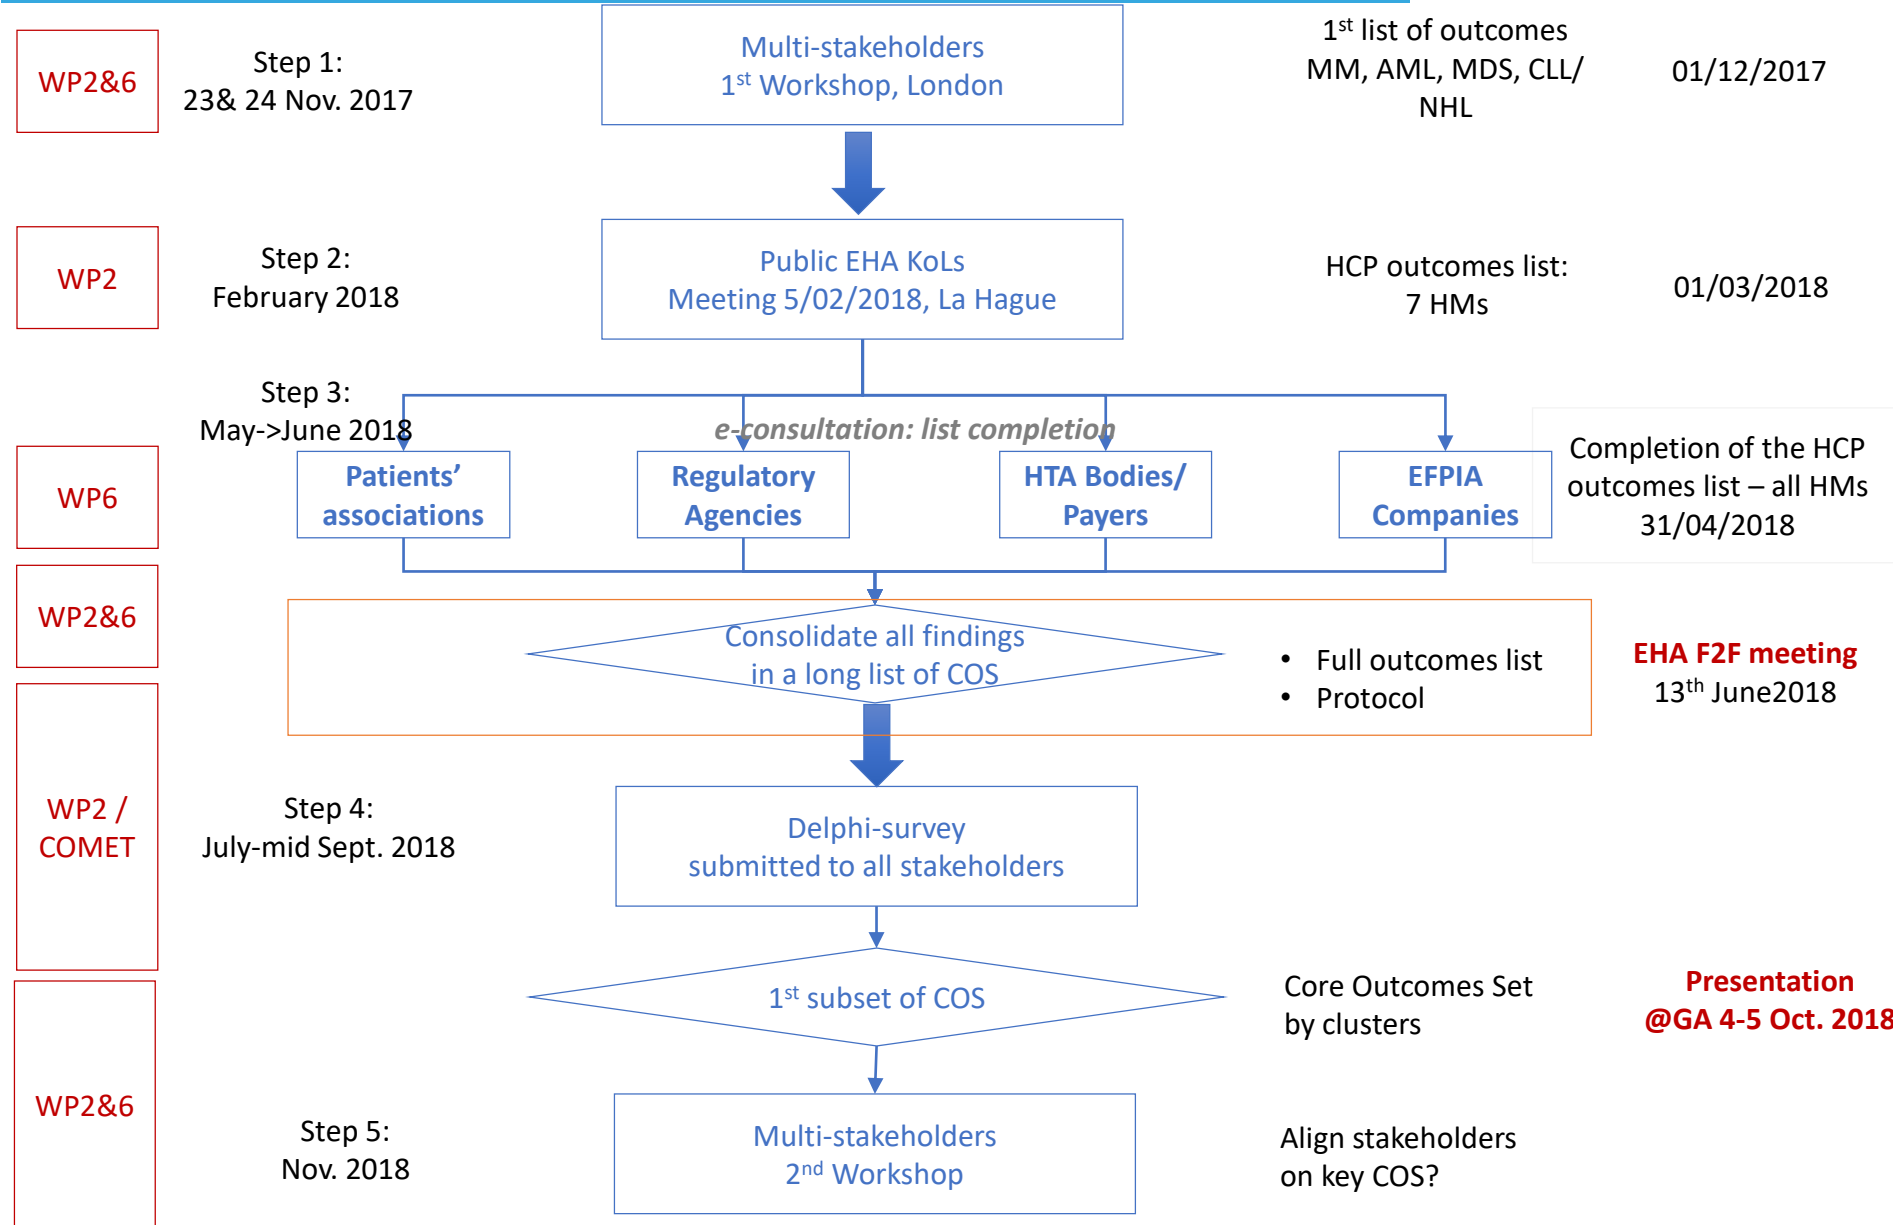 WP2&6
Step 1:
23& 24 Nov. 2017
Multi-stakeholders
1st Workshop, London
1st list of outcomes
MM, AML, MDS, CLL/
NHL
01/12/2017
WP2
Step 2:
February 2018
Public EHA KoLs
Meeting 5/02/2018, La Hague
HCP outcomes list:
7 HMs
01/03/2018
Step 3:
May->June 2018
e-consultation: list completion
WP6
Patients’
associations
Regulatory
Agencies
HTA Bodies/
Payers
EFPIA
Companies
Completion of the HCP
outcomes list – all HMs
31/04/2018
WP2&6
Consolidate all findings
in a long list of COS
• Full outcomes list
• Protocol
EHA F2F meeting
13th June2018
WP2 /
COMET
Step 4:
July-mid Sept. 2018
Delphi-survey
submitted to all stakeholders
1st subset of COS
Core Outcomes Set
by clusters
Presentation
@GA 4-5 Oct. 2018
WP2&6
Step 5:
Nov. 2018
Multi-stakeholders
2nd Workshop
Align stakeholders
on key COS?